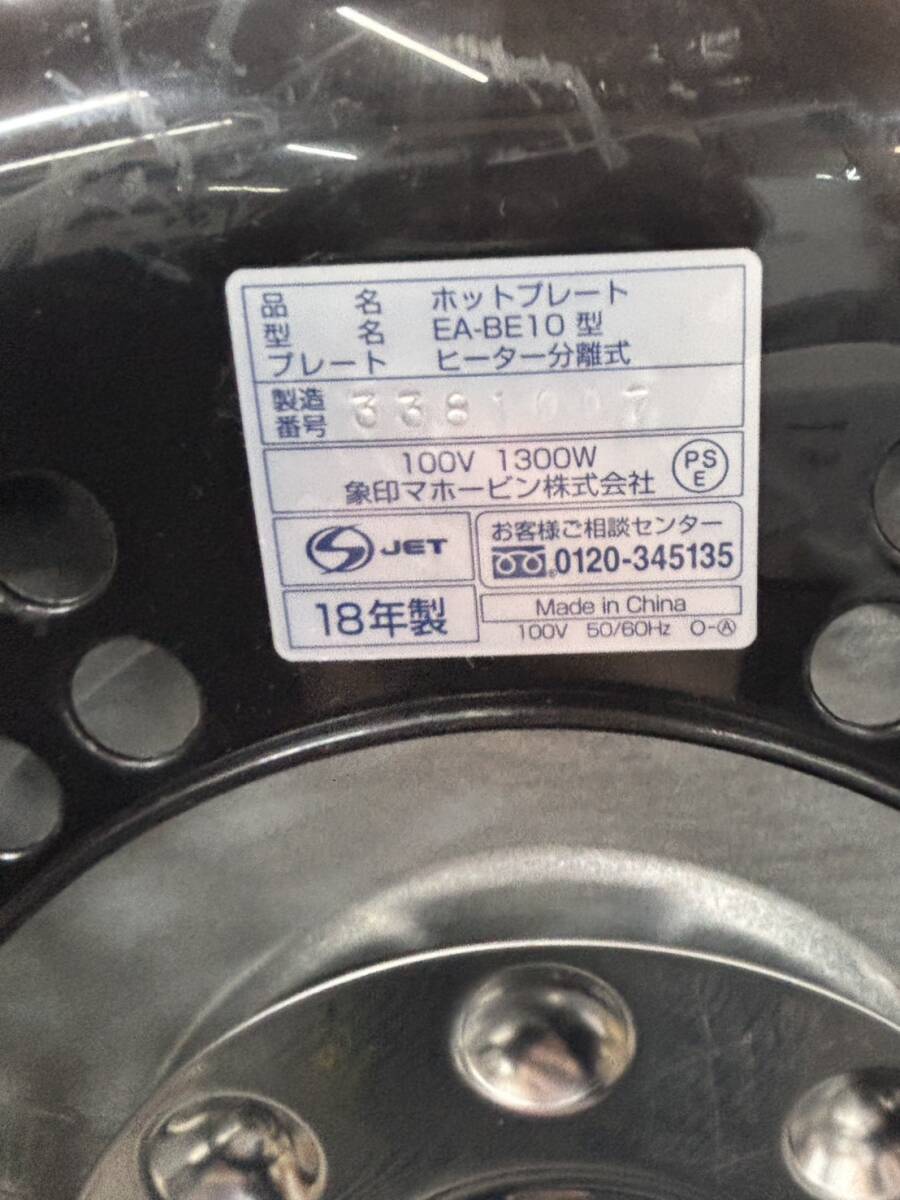 品名 ホットプレート
型名 EA-BE10 型
プレート ヒーター分離式
製造番号
100V 1300W
象印マホービン株式会社
PS
E
JET
お客様ご相談センター
0120-345135
18年製
Made in China
100V 50/60Hz O-Ⓐ